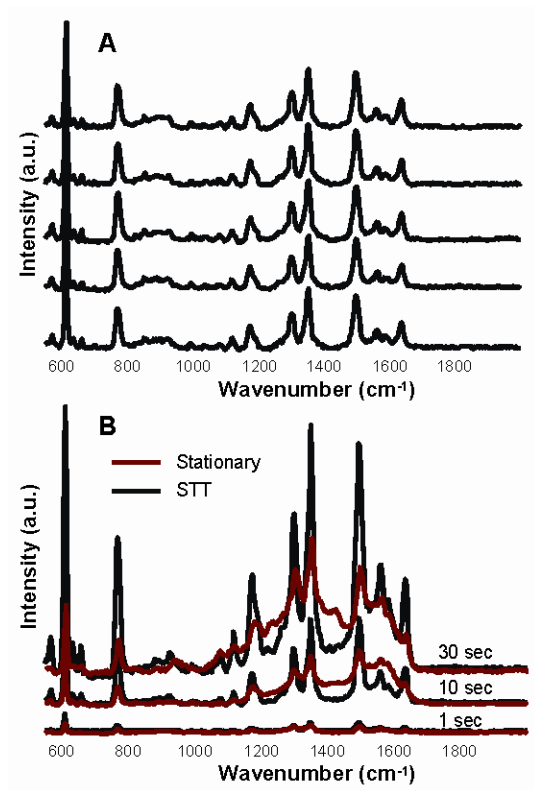 A
Intensity (a.u.)
600 800 1000 1200 1400 1600 1800
Wavenumber (cm⁻¹)
B
Stationary
STT
Intensity (a.u.)
30 sec
10 sec
1 sec
600 800 1000 1200 1400 1600 1800
Wavenumber (cm⁻¹)